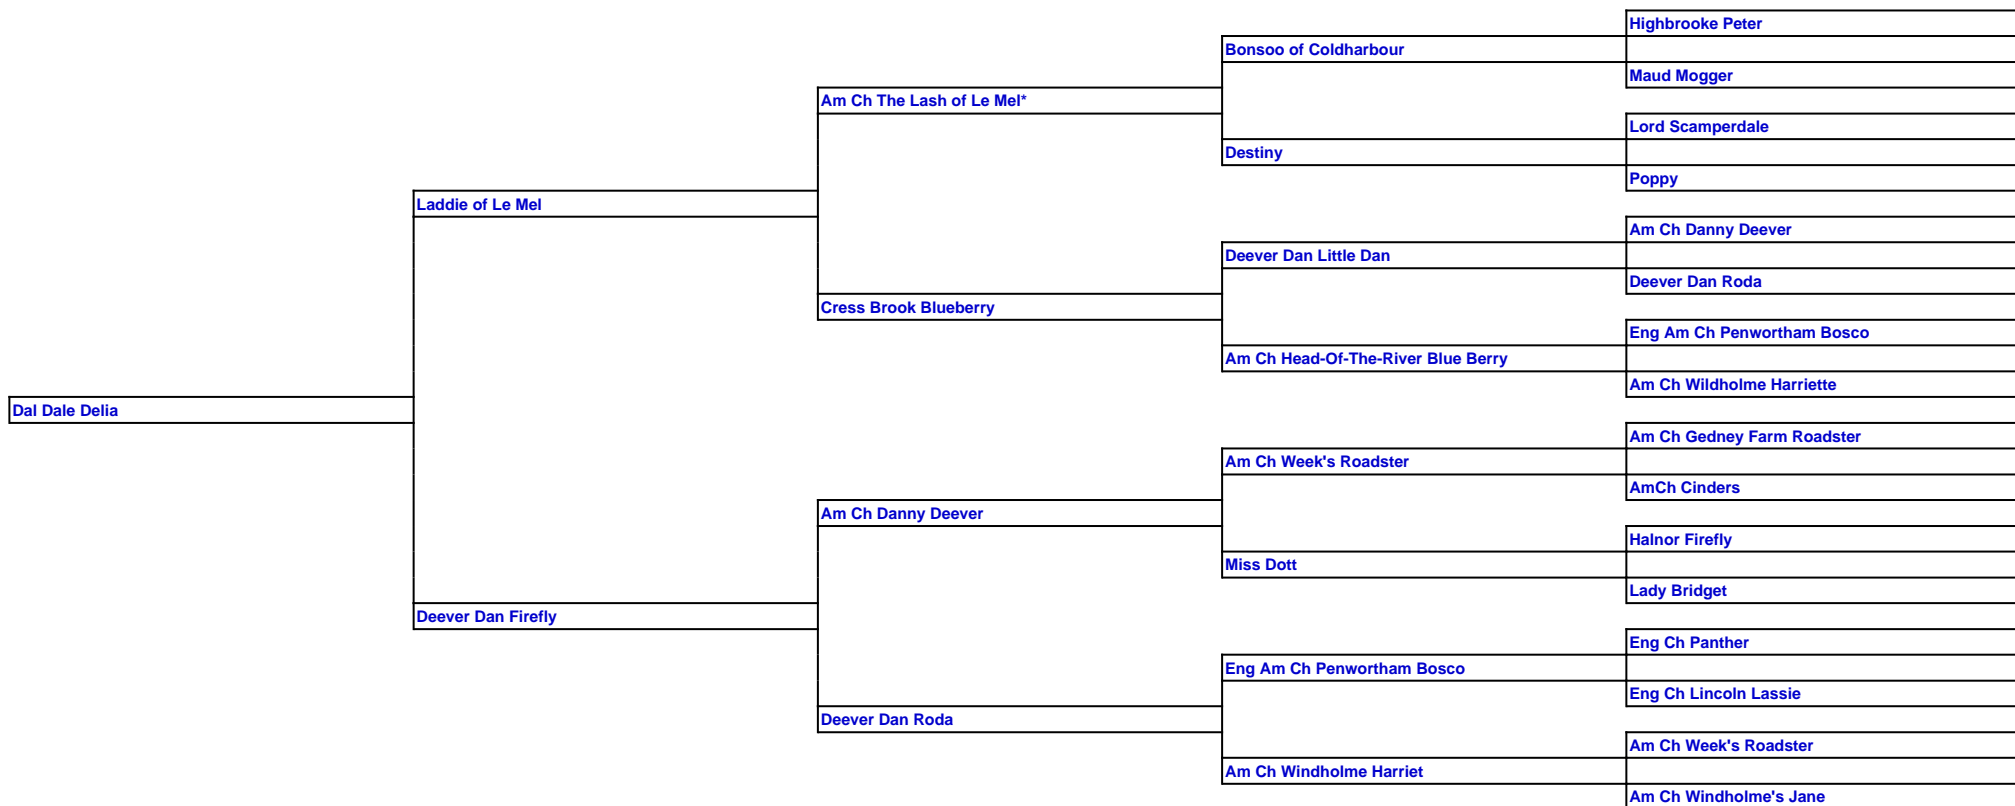 Highbrooke Peter
Bonsoo of Coldharbour
Maud Mogger
Am Ch The Lash of Le Mel*
Lord Scamperdale
Destiny
Poppy
Laddie of Le Mel
Am Ch Danny Deever
Deever Dan Little Dan
Deever Dan Roda
Cress Brook Blueberry
Eng Am Ch Penwortham Bosco
Am Ch Head-Of-The-River Blue Berry
Am Ch Wildholme Harriette
Dal Dale Delia
Am Ch Gedney Farm Roadster
Am Ch Week's Roadster
AmCh Cinders
Am Ch Danny Deever
Halnor Firefly
Miss Dott
Lady Bridget
Deever Dan Firefly
Eng Ch Panther
Eng Am Ch Penwortham Bosco
Eng Ch Lincoln Lassie
Deever Dan Roda
Am Ch Week's Roadster
Am Ch Windholme Harriet
Am Ch Windholme's Jane